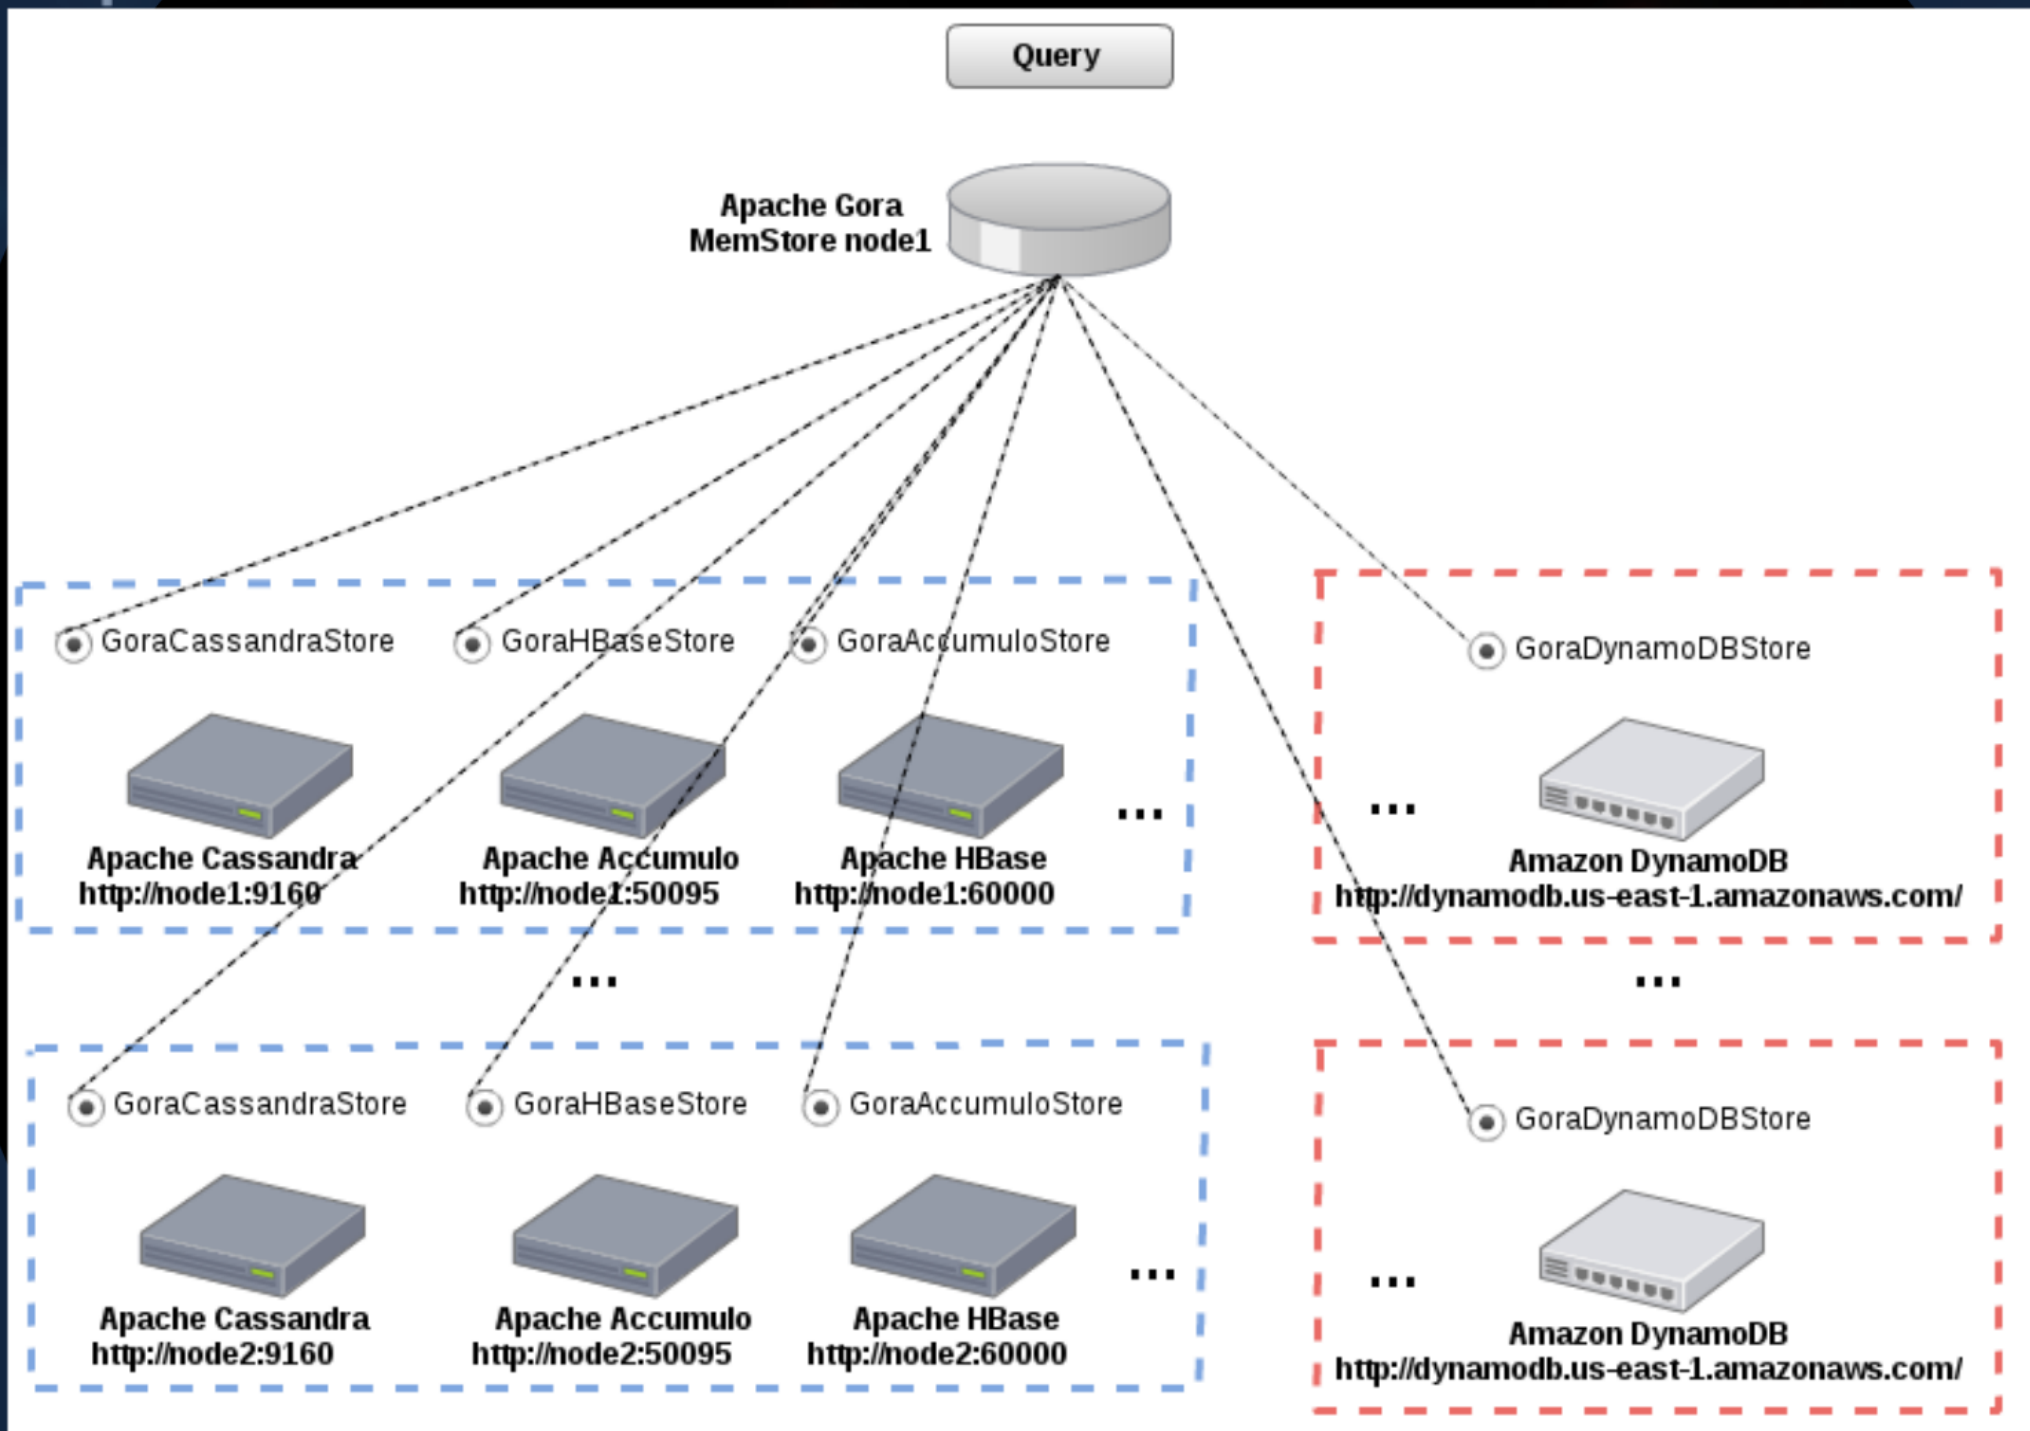 Query
Apache Gora
MemStore node1
GoraCassandraStore
GoraHBaseStore
GoraAccumuloStore
...
Apache Cassandra
http://node1:9160
Apache Accumulo
http://node1:50095
Apache HBase
http://node1:60000
GoraDynamoDBStore
...
Amazon DynamoDB
http://dynamodb.us-east-1.amazonaws.com/
...
...
GoraCassandraStore
GoraHBaseStore
GoraAccumuloStore
...
Apache Cassandra
http://node2:9160
Apache Accumulo
http://node2:50095
Apache HBase
http://node2:60000
GoraDynamoDBStore
...
Amazon DynamoDB
http://dynamodb.us-east-1.amazonaws.com/